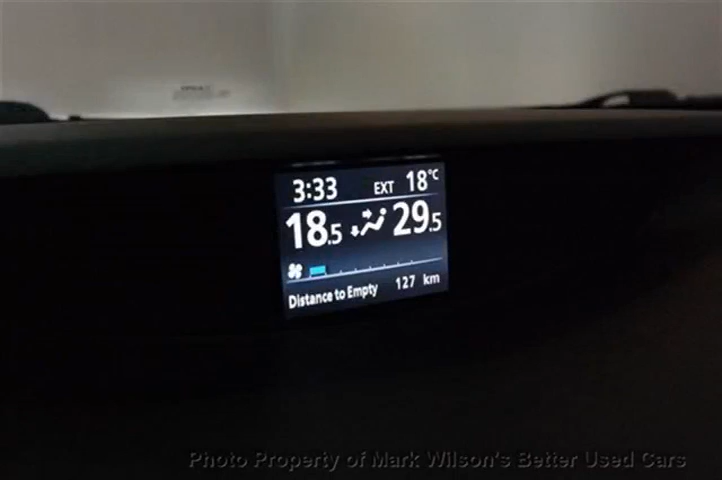 3:33 EXT 18°C
18.5 29.5
Distance to Empty 127 km
Photo Property of Mark Wilson's Better Used Cars